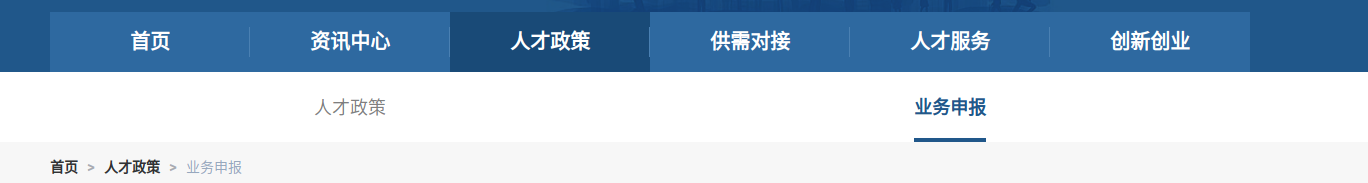 首页 资讯中心 人才政策 供需对接 人才服务 创新创业
人才政策 业务申报
首页 > 人才政策 > 业务申报